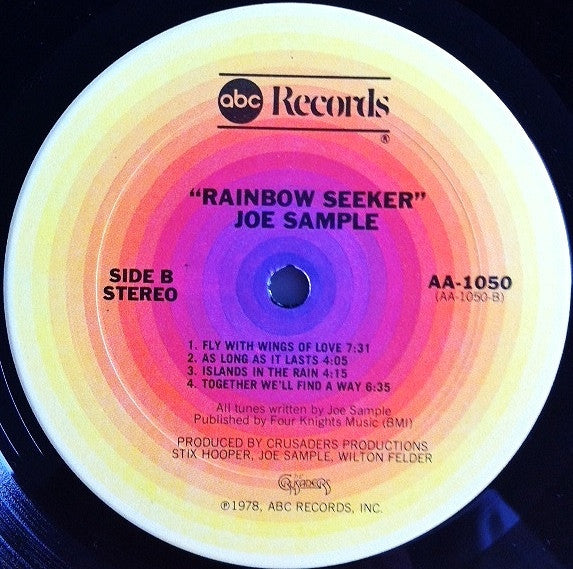 abc Records
®
"RAINBOW SEEKER"
JOE SAMPLE
SIDE B
STEREO
AA-1050
(AA-1050-B)
1. FLY WITH WINGS OF LOVE 7:31
2. AS LONG AS IT LASTS 4:05
3. ISLANDS IN THE RAIN 4:15
4. TOGETHER WE'LL FIND A WAY 6:35
All tunes written by Joe Sample
Published by Four Knights Music (BMI)
PRODUCED BY CRUSADERS PRODUCTIONS
STIX HOOPER, JOE SAMPLE, WILTON FELDER
THE
CRUSADERS
℗1978, ABC RECORDS, INC.